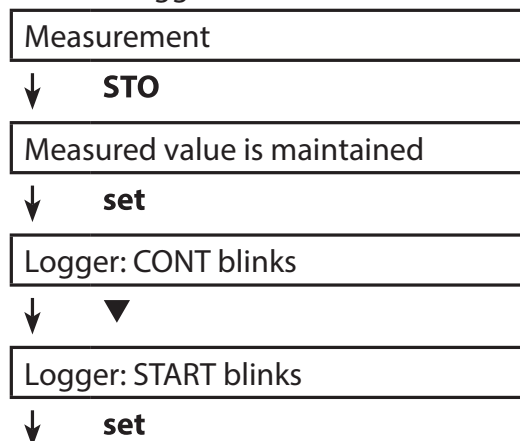 Measurement
↓ STO
Measured value is maintained
↓ set
Logger: CONT blinks
↓ ▼
Logger: START blinks
↓ set